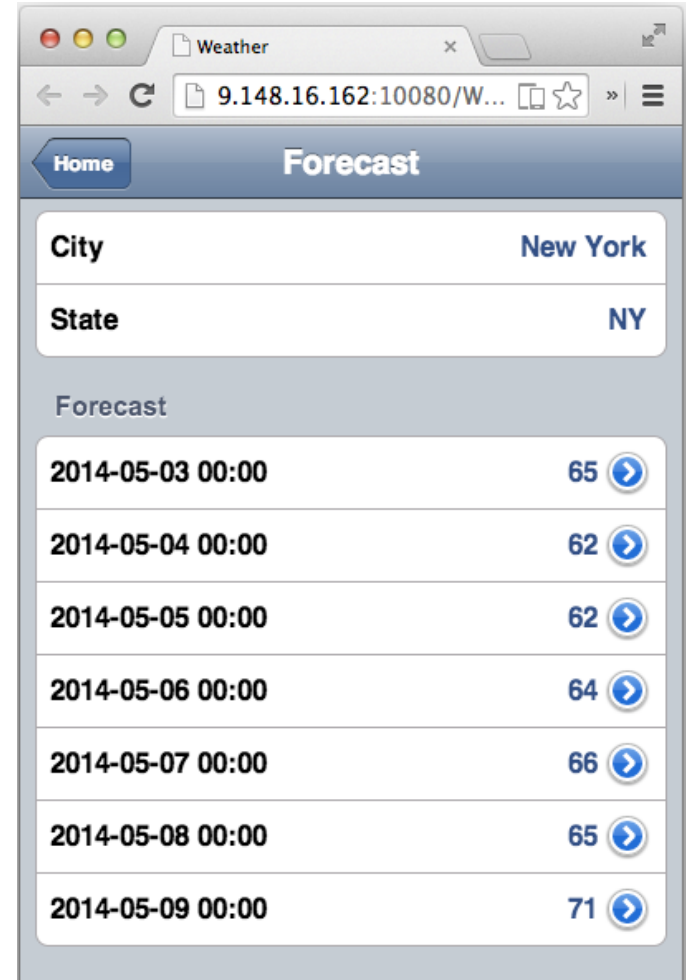 Weather
9.148.16.162:10080/W...
Home Forecast
City New York
State NY
Forecast
2014-05-03 00:00 65
2014-05-04 00:00 62
2014-05-05 00:00 62
2014-05-06 00:00 64
2014-05-07 00:00 66
2014-05-08 00:00 65
2014-05-09 00:00 71